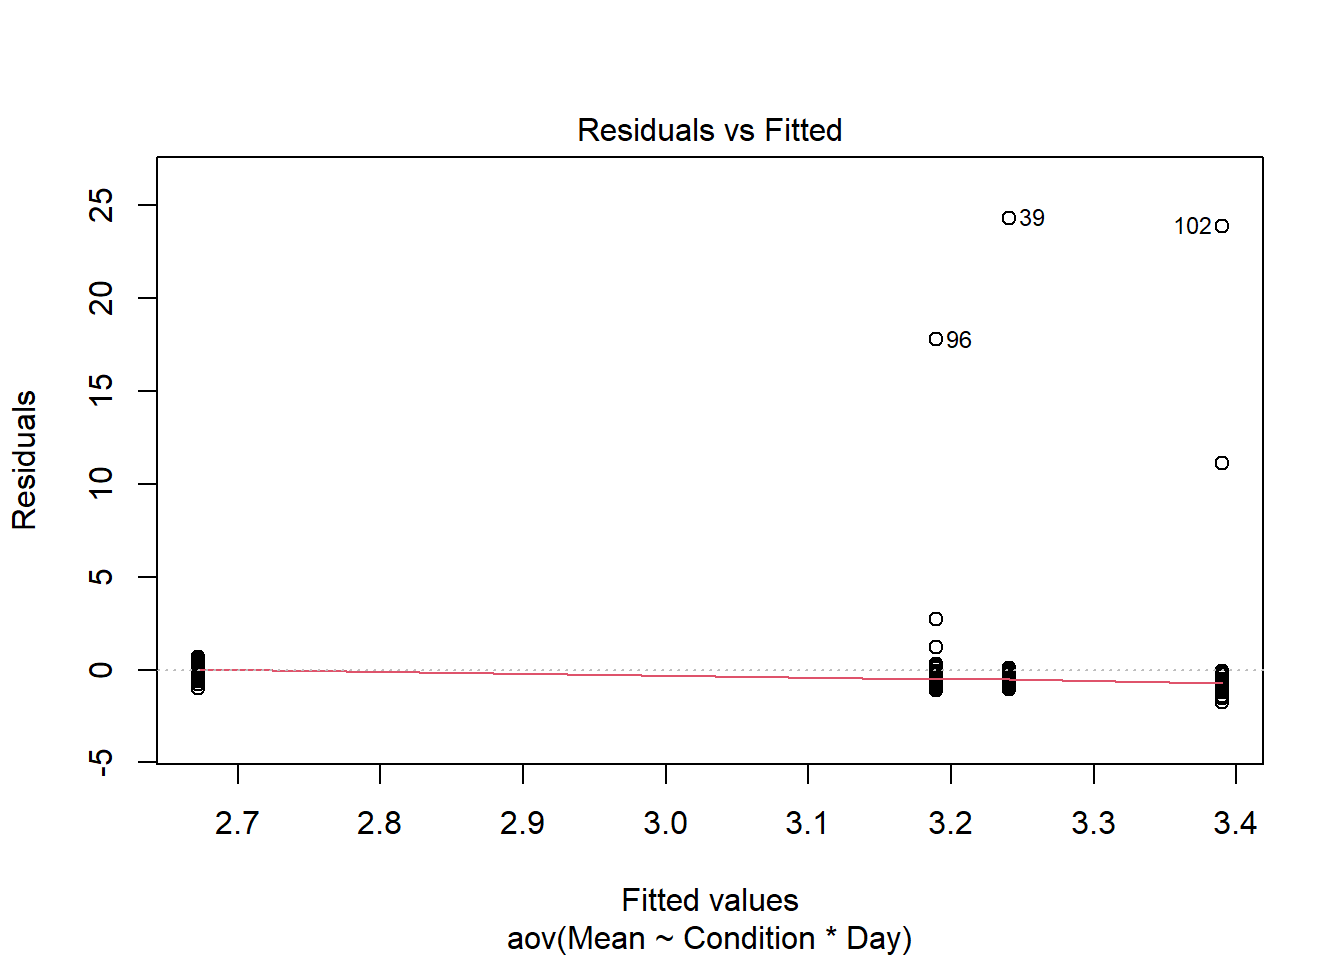 Residuals vs Fitted
Residuals
25
20
15
10
5
0
-5
39
102
96
2.7 2.8 2.9 3.0 3.1 3.2 3.3 3.4
Fitted values
aov(Mean ~ Condition * Day)